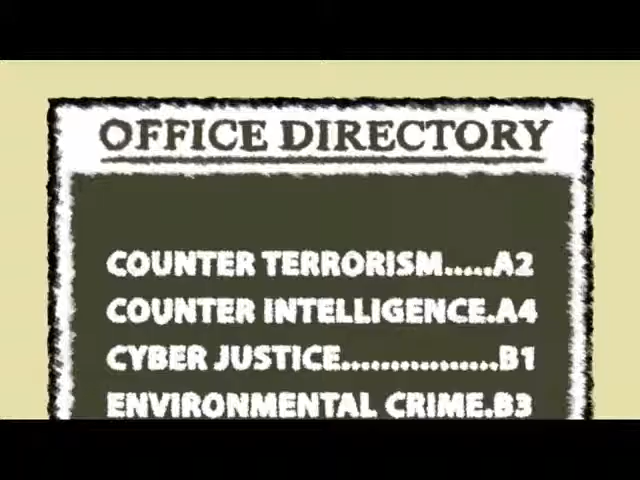 OFFICE DIRECTORY
COUNTER TERRORISM.....A2
COUNTER INTELLIGENCE.A4
CYBER JUSTICE.................B1
ENVIRONMENTAL CRIME.B3